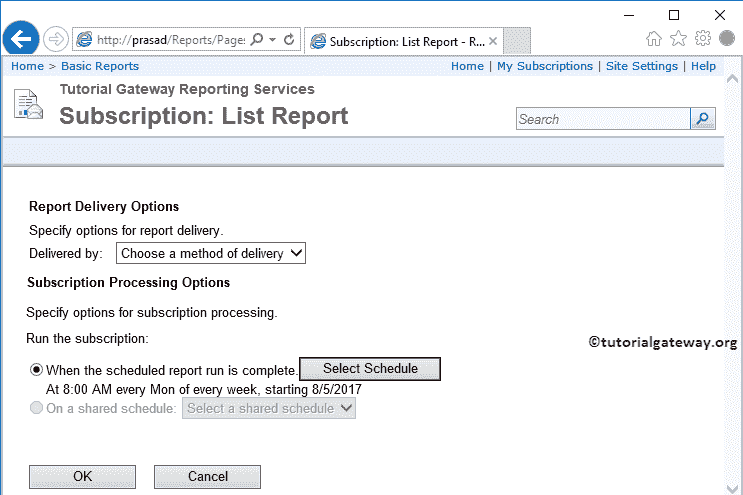 http://prasad/Reports/Page:
Subscription: List Report - R...
Home > Basic Reports
Home | My Subscriptions | Site Settings | Help
Tutorial Gateway Reporting Services
Subscription: List Report
Search
Report Delivery Options
Specify options for report delivery.
Delivered by: Choose a method of delivery
Subscription Processing Options
Specify options for subscription processing.
Run the subscription:
©tutorialgateway.org
When the scheduled report run is complete. Select Schedule
At 8:00 AM every Mon of every week, starting 8/5/2017
On a shared schedule: Select a shared schedule
OK Cancel